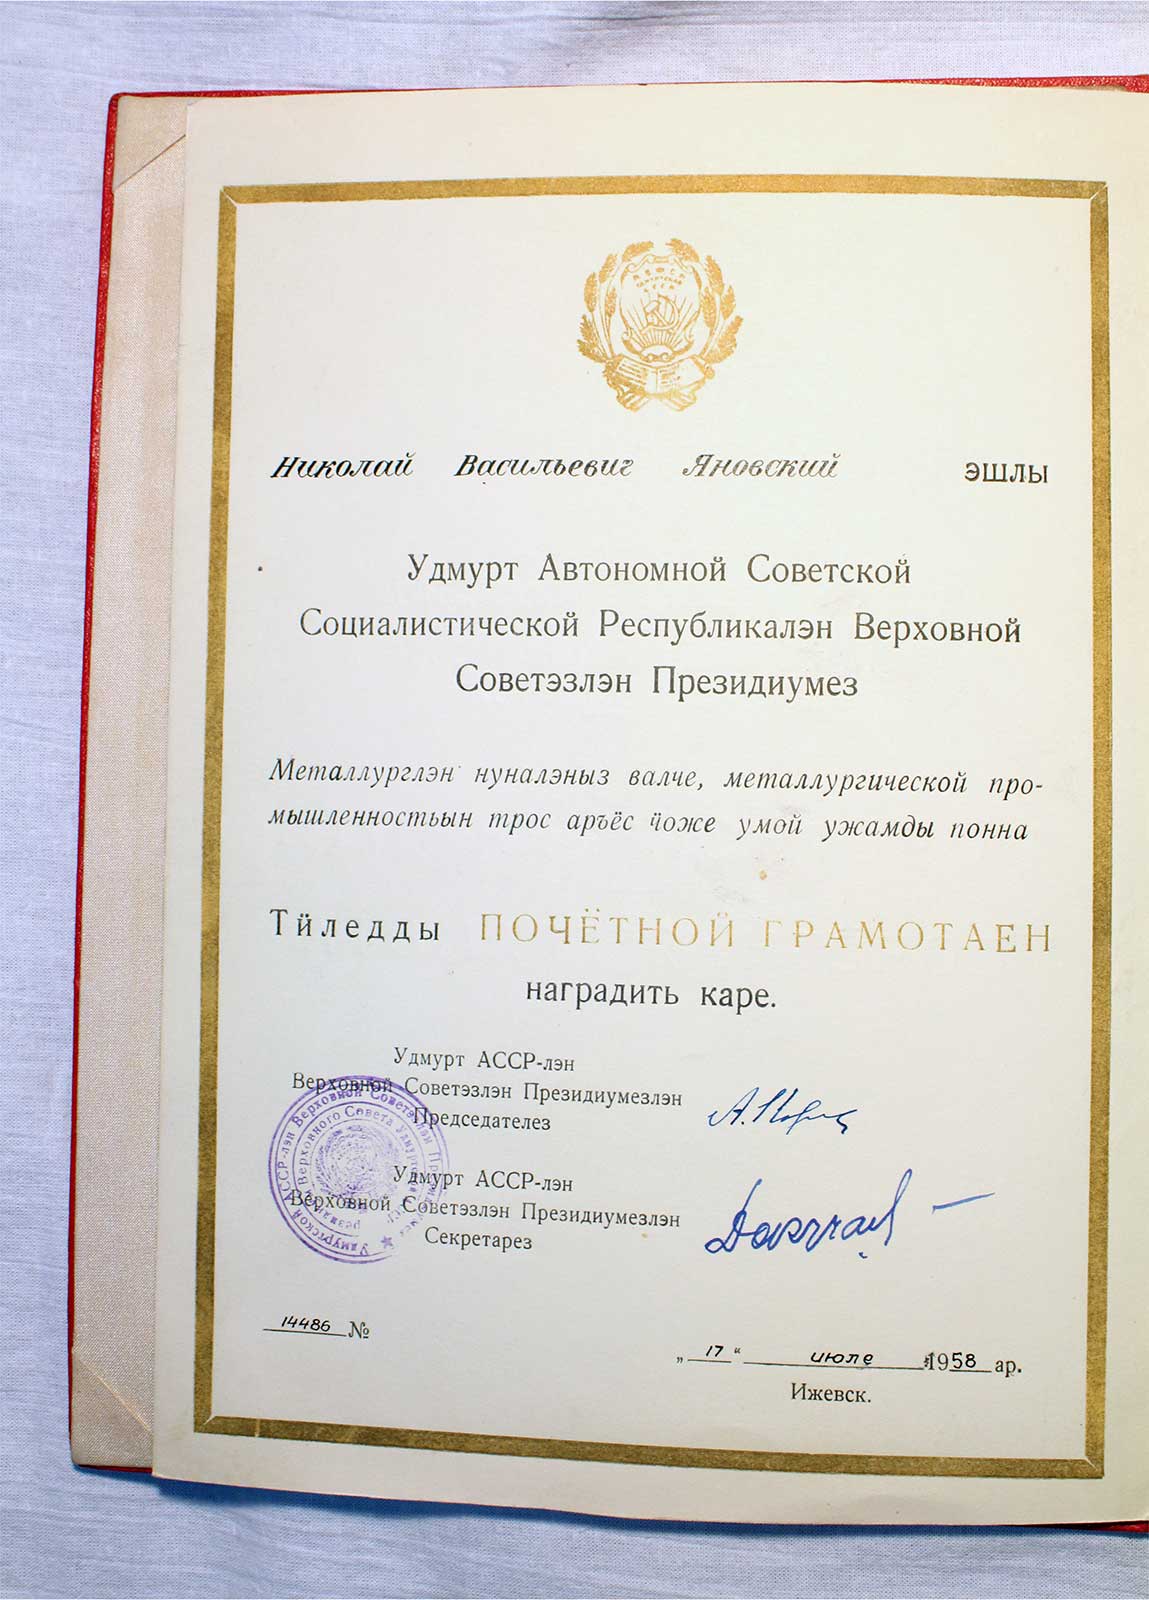 Николай Васильевич Яновский эшлы
Удмурт Автономной Советской
Социалистической Республикалэн Верховной
Советэзлэн Президиумез
Металлурглэн нуналэныз валче, металлургической про-
мышленностьын трос аръёс ӵоже умой ужамды понна
Тӥледды ПОЧЁТНОЙ ГРАМОТАЕН
наградить каре.
Удмурт АССР-лэн
Верховной Советэзлэн Президиумезлэн
Председателез
Удмурт АССР-лэн
Верховной Советэзлэн Президиумезлэн
Секретарез
14486 №
„17“ июле 1958 ар.
Ижевск.